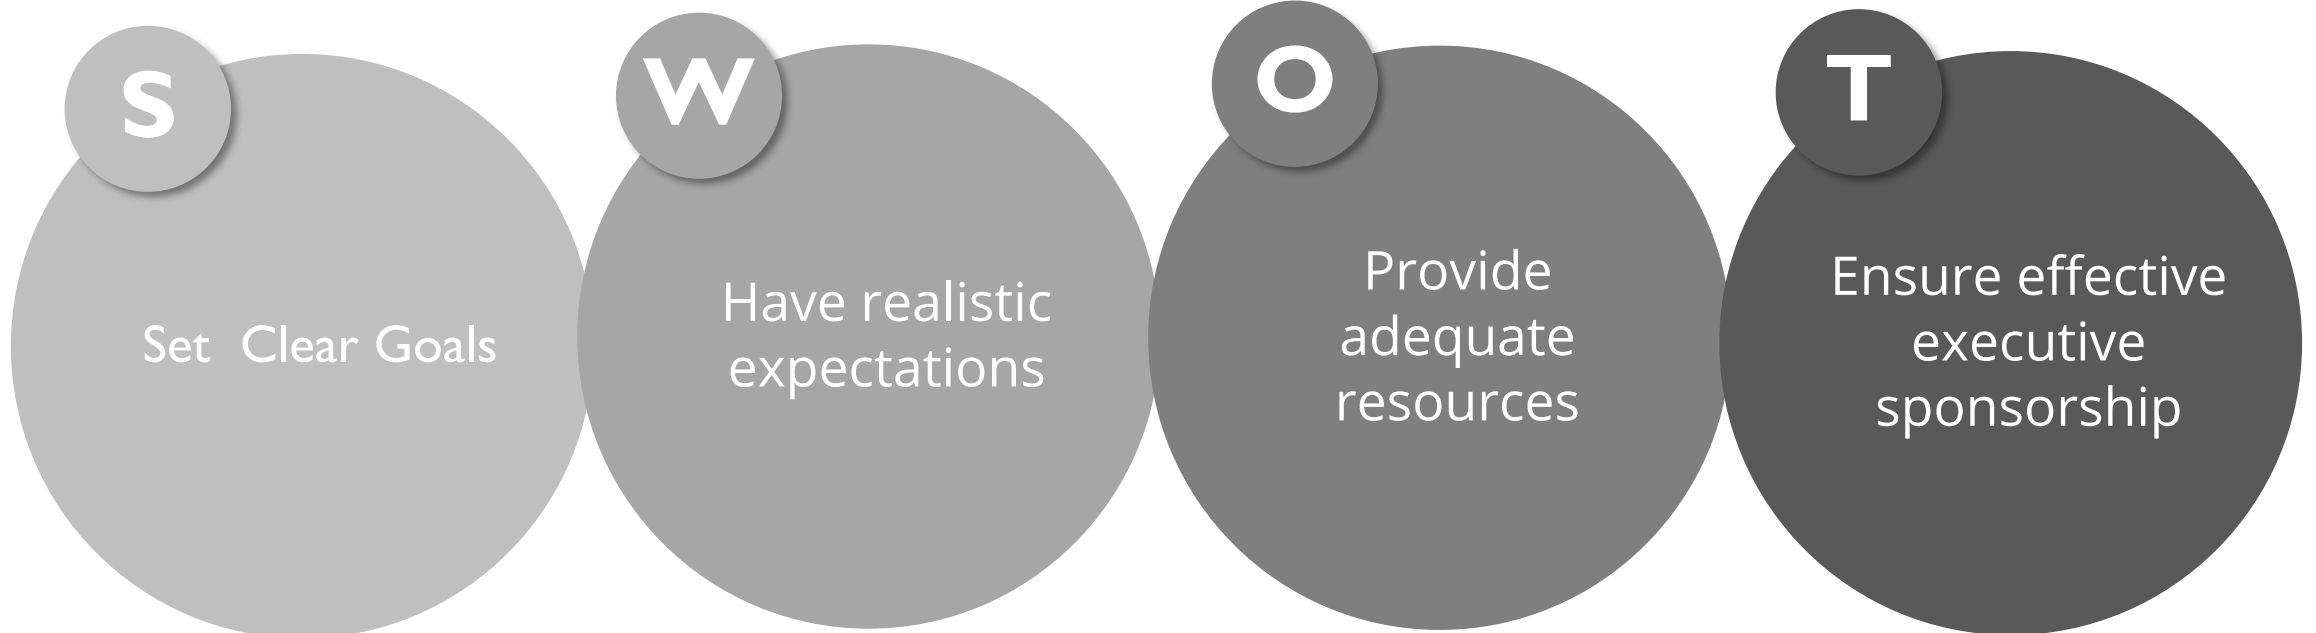 S
Set  Clear Goals
W
Have realistic
expectations
O
Provide
adequate
resources
T
Ensure effective
executive
sponsorship